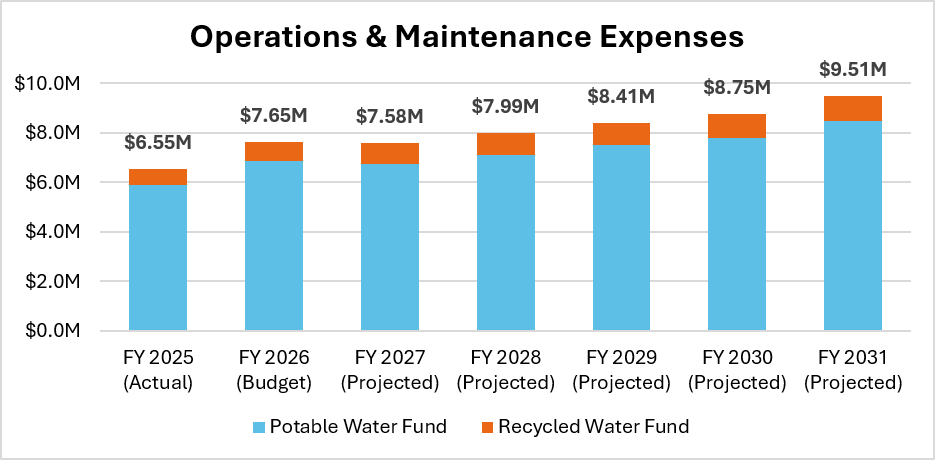 Operations & Maintenance Expenses
$10.0M
$8.0M
$6.0M
$4.0M
$2.0M
$0.0M
$6.55M
$7.65M
$7.58M
$7.99M
$8.41M
$8.75M
$9.51M
FY 2025
(Actual)
FY 2026
(Budget)
FY 2027
(Projected)
FY 2028
(Projected)
FY 2029
(Projected)
FY 2030
(Projected)
FY 2031
(Projected)
Potable Water Fund
Recycled Water Fund